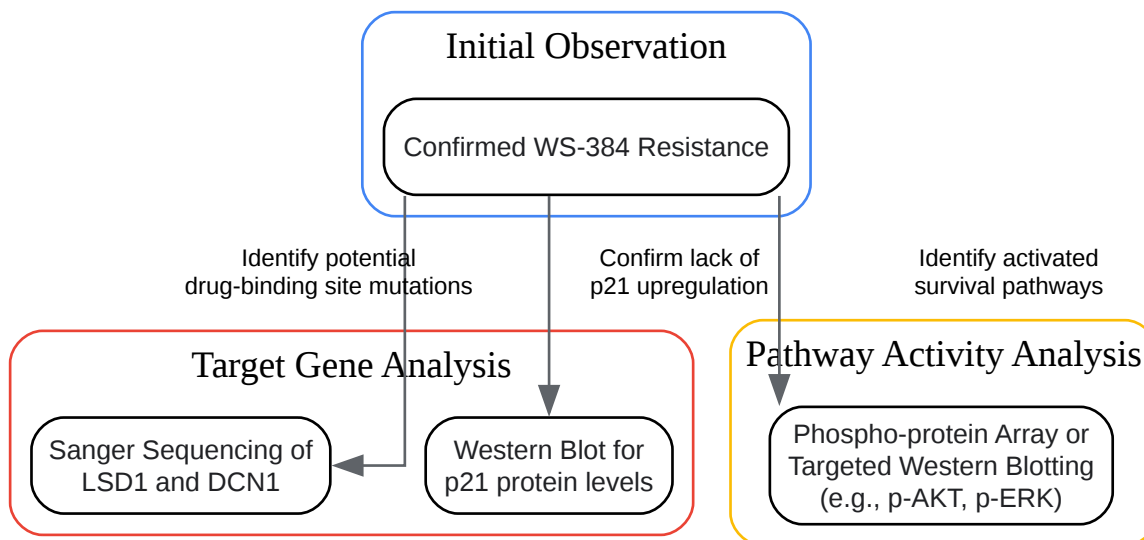 Initial Observation
Confirmed WS-384 Resistance
Identify potential
drug-binding site mutations
Confirm lack of
p21 upregulation
Identify activated
survival pathways
Target Gene Analysis
Pathway Activity Analysis
Sanger Sequencing of
LSD1 and DCN1
Western Blot for
p21 protein levels
Phospho-protein Array or
Targeted Western Blotting
(e.g., p-AKT, p-ERK)